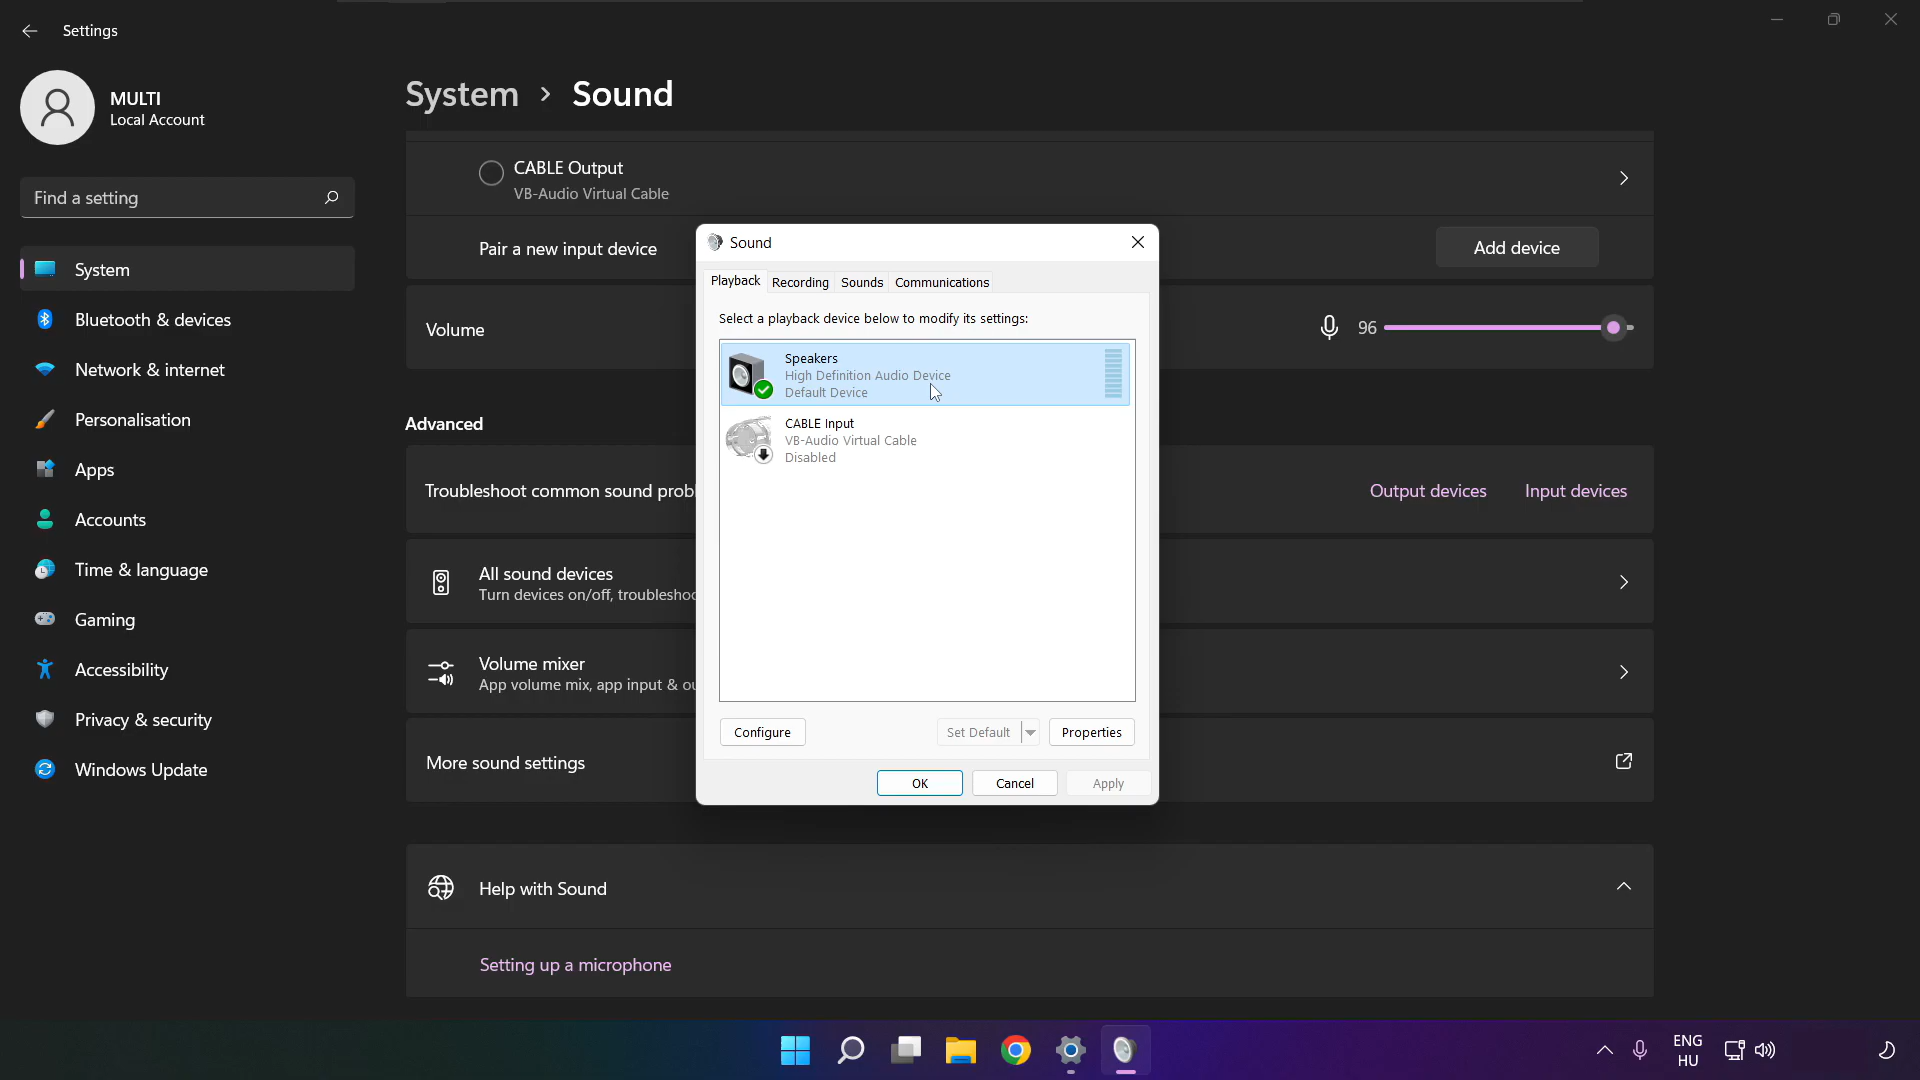 Settings
MULTI
Local Account
Find a setting
System
Bluetooth & devices
Network & internet
Personalisation
Apps
Accounts
Time & language
Gaming
Accessibility
Privacy & security
Windows Update
System > Sound
CABLE Output
VB-Audio Virtual Cable
Pair a new input device
Add device
Volume
96
Advanced
Troubleshoot common sound probl
Output devices
Input devices
All sound devices
Turn devices on/off, troubleshoo
Volume mixer
App volume mix, app input & ou
More sound settings
Help with Sound
Setting up a microphone
Sound
Playback Recording Sounds Communications
Select a playback device below to modify its settings:
Speakers
High Definition Audio Device
Default Device
CABLE Input
VB-Audio Virtual Cable
Disabled
Configure
Set Default
Properties
OK
Cancel
Apply
ENG
HU